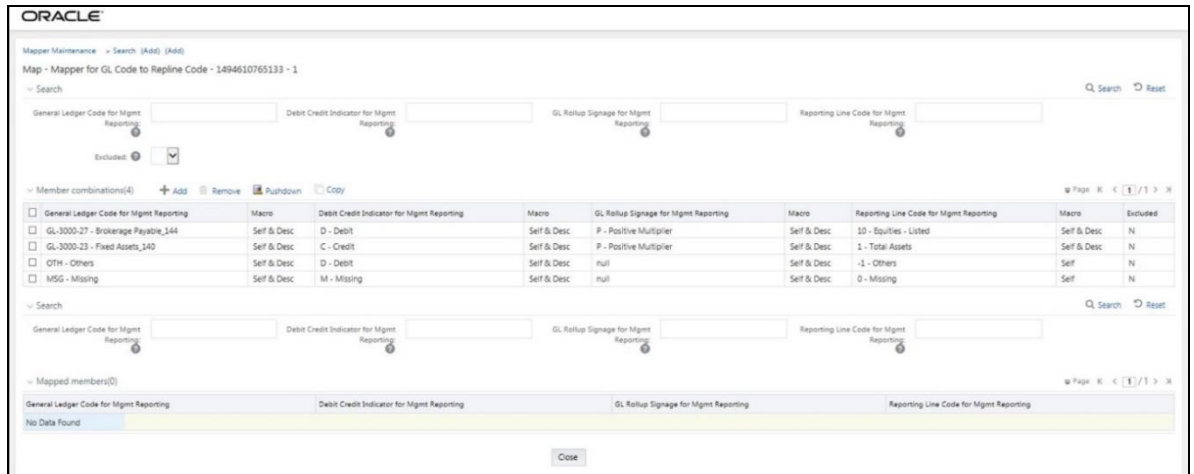 ORACLE
Mapper Maintenance » Search (Add) (Add)
Map - Mapper for GL Code to Repline Code - 1494610765133 - 1
Search
Search Reset
General Ledger Code for Mgmt Reporting:
Debit Credit Indicator for Mgmt Reporting:
GL Rollup Signage for Mgmt Reporting:
Reporting Line Code for Mgmt Reporting:
Excluded:
Member combinations(4) Add Remove Pushdown Copy
Page 1 / 1
General Ledger Code for Mgmt Reporting Macro Debit Credit Indicator for Mgmt Reporting Macro GL Rollup Signage for Mgmt Reporting Macro Reporting Line Code for Mgmt Reporting Macro Excluded
GL-3000-27 - Brokerage Payable_144 Self & Desc D - Debit Self & Desc P - Positive Multiplier Self & Desc 10 - Equities - Listed Self & Desc N
GL-3000-23 - Fixed Assets_140 Self & Desc C - Credit Self & Desc P - Positive Multiplier Self & Desc 1 - Total Assets Self & Desc N
OTH - Others Self & Desc D - Debit Self & Desc null Self & Desc -1 - Others Self N
MSG - Missing Self & Desc M - Missing Self & Desc null Self & Desc 0 - Missing Self N
Search
Search Reset
General Ledger Code for Mgmt Reporting:
Debit Credit Indicator for Mgmt Reporting:
GL Rollup Signage for Mgmt Reporting:
Reporting Line Code for Mgmt Reporting:
Mapped members(0)
Page 1 / 1
General Ledger Code for Mgmt Reporting Debit Credit Indicator for Mgmt Reporting GL Rollup Signage for Mgmt Reporting Reporting Line Code for Mgmt Reporting
No Data Found
Close